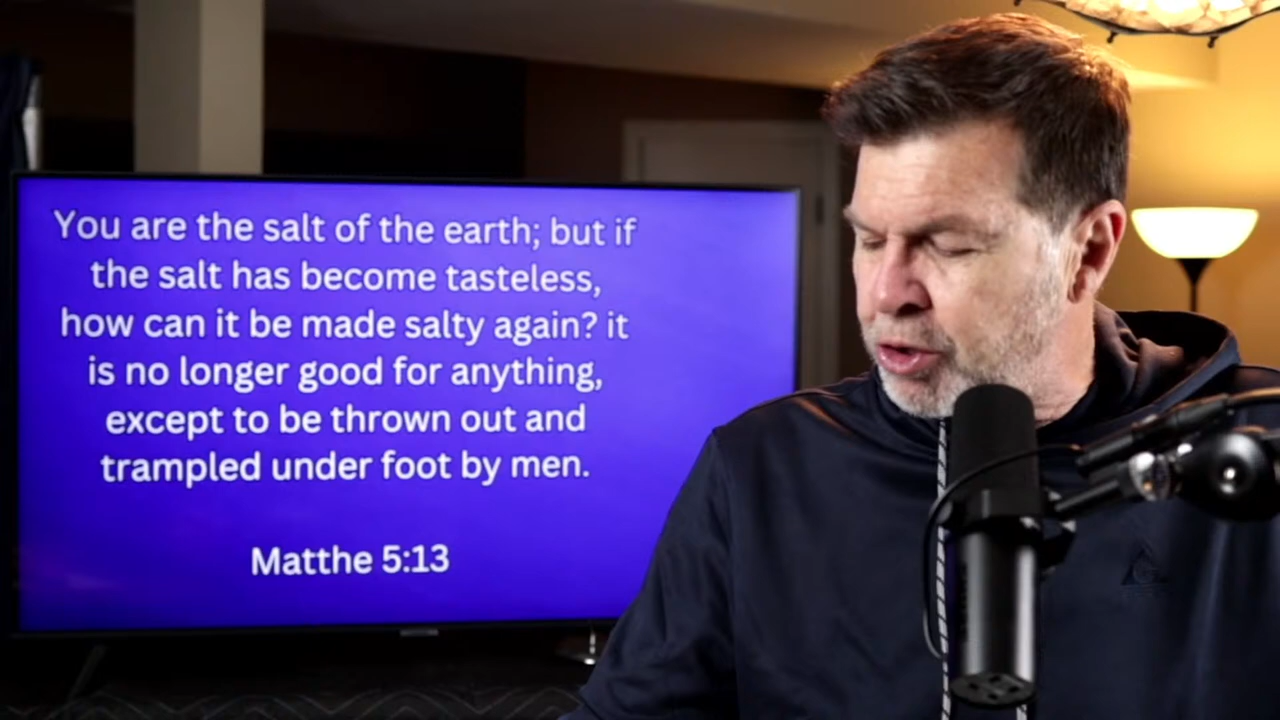 You are the salt of the earth; but if
the salt has become tasteless,
how can it be made salty again? it
is no longer good for anything,
except to be thrown out and
trampled under foot by men.
Matthe 5:13